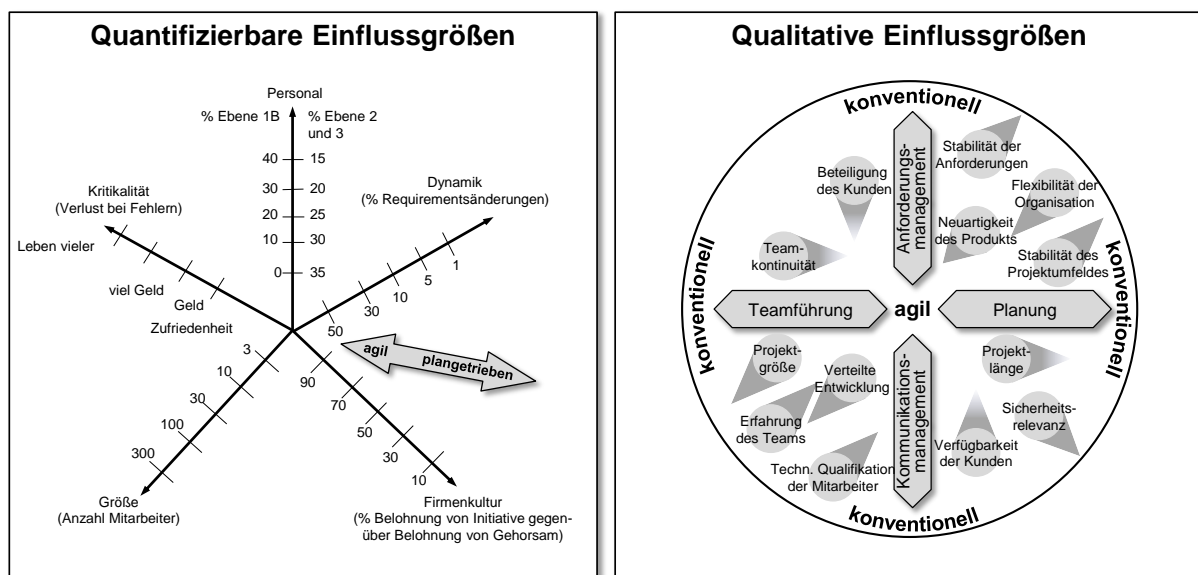 Quantifizierbare Einflussgrößen
Personal
% Ebene 1B
% Ebene 2
und 3
40
15
30
20
20
25
10
30
0
35
Kritikalität
(Verlust bei Fehlern)
Leben vieler
viel Geld
Geld
Zufriedenheit
Dynamik
(% Requirementsänderungen)
1
5
10
30
50
agil
plangetrieben
3
10
30
100
300
Größe
(Anzahl Mitarbeiter)
90
70
50
30
10
Firmenkultur
(% Belohnung von Initiative gegen-
über Belohnung von Gehorsam)
Qualitative Einflussgrößen
konventionell
Anforderungs-
management
Stabilität der
Anforderungen
Beteiligung
des Kunden
Flexibilität der
Organisation
Neuartigkeit
des Produkts
Team-
kontinuität
Stabilität des
Projektumfeldes
konventionell
konventionell
Teamführung
agil
Planung
Projekt-
größe
Verteilte
Entwicklung
Projekt-
länge
Erfahrung
des Teams
Sicherheits-
relevanz
Kommunikations-
management
Verfügbarkeit
der Kunden
Techn. Qualifikation
der Mitarbeiter
konventionell